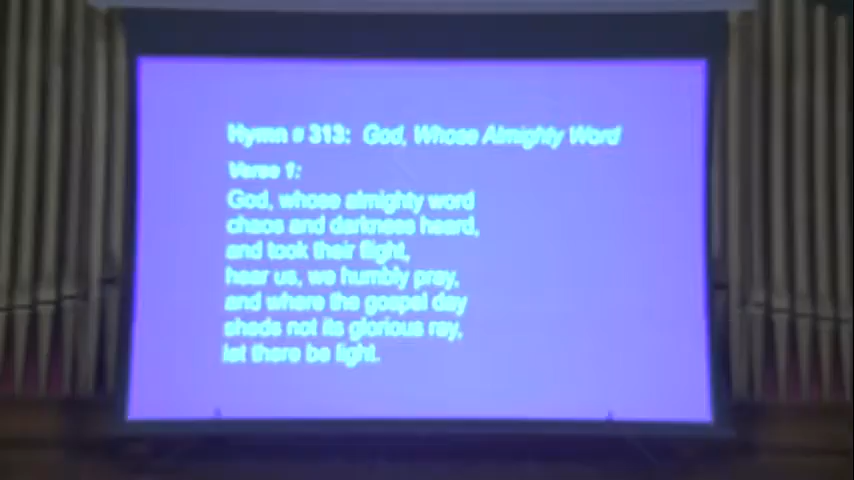 Hymn # 313: God, Whose Almighty Word
Verse 1:
God, whose almighty word
chaos and darkness heard,
and took their flight,
hear us, we humbly pray,
and where the gospel day
sheds not its glorious ray,
let there be light.